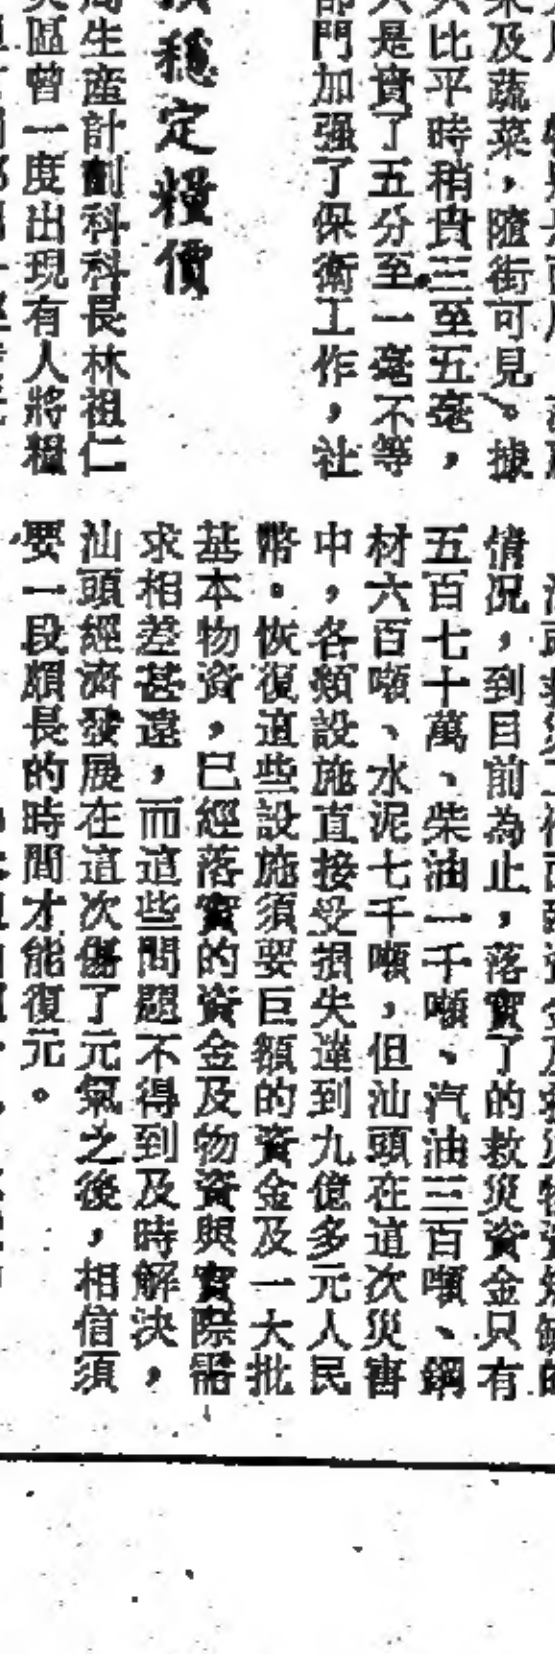 及蔬菜，隨街可見，據
比平時稍貴三至五毫，
是賣了五分至一毫不等
門加强了保衛工作，社
穩定糧價
生產計劃科科長林祖仁
區曾一度出現有人將糧
情况，到目前為止，落實了的救災資金只有
五百七十萬、柴油一千噸、汽油三百噸、鋼
材六百噸、水泥七千噸，但汕頭在這次災害
中，各類設施直接受損失達到九億多元人民
幣。恢復這些設施須要巨額的資金及一大批
基本物資，已經落實的資金及物資與實際需
求相差甚遠，而這些問題不得到及時解決，
汕頭經濟發展在這次傷了元氣之後，相信須
要一段頗長的時間才能復元。